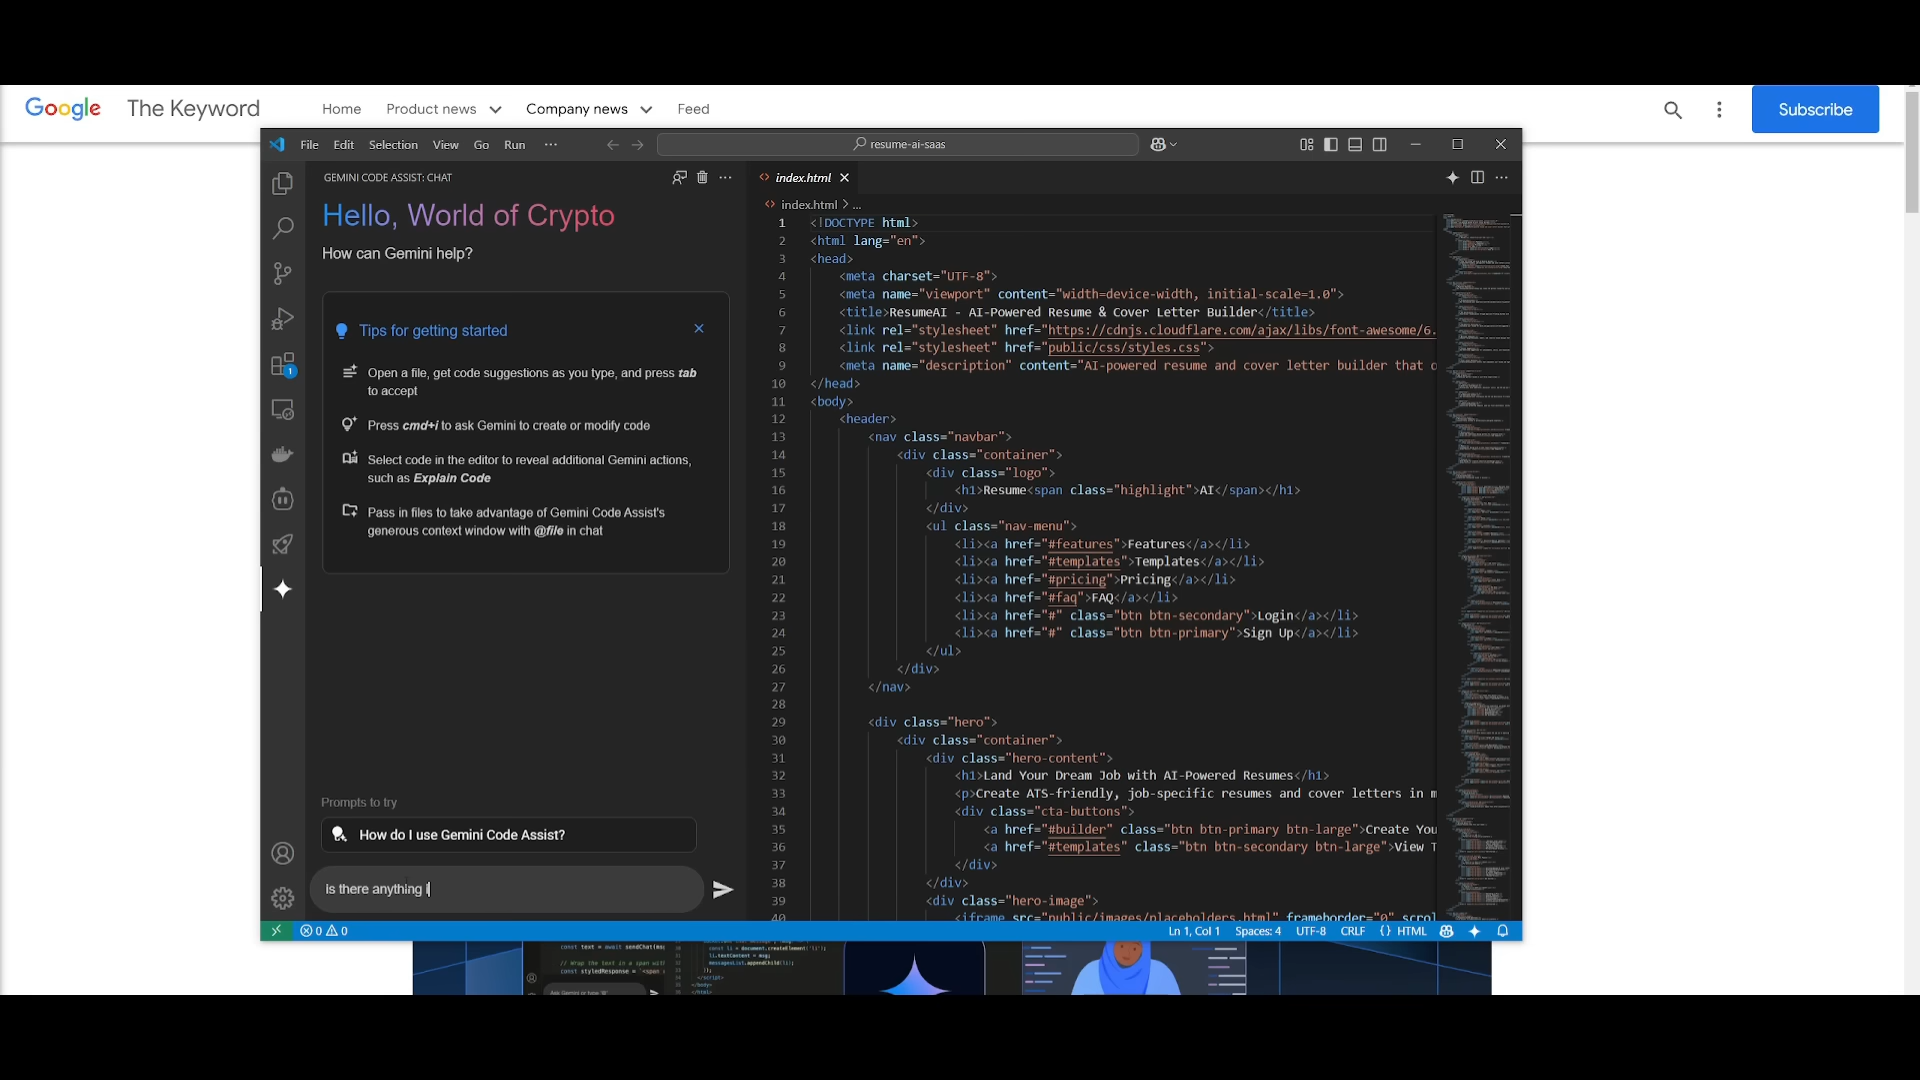 Google The Keyword Home Product news Company news Feed Subscribe
File Edit Selection View Go Run ··· resume-ai-saas
GEMINI CODE ASSIST: CHAT
Hello, World of Crypto
How can Gemini help?
Tips for getting started
Open a file, get code suggestions as you type, and press tab
to accept
Press cmd+i to ask Gemini to create or modify code
Select code in the editor to reveal additional Gemini actions,
such as Explain Code
Pass in files to take advantage of Gemini Code Assist's
generous context window with @file in chat
1
Prompts to try
How do I use Gemini Code Assist?
is there anything I
index.html
index.html > ...
1 <!DOCTYPE html>
2 <html lang="en">
3 <head>
4 <meta charset="UTF-8">
5 <meta name="viewport" content="width=device-width, initial-scale=1.0">
6 <title>ResumeAI - AI-Powered Resume & Cover Letter Builder</title>
7 <link rel="stylesheet" href="https://cdnjs.cloudflare.com/ajax/libs/font-awesome/6.
8 <link rel="stylesheet" href="public/css/styles.css">
9 <meta name="description" content="AI-powered resume and cover letter builder that
10 </head>
11 <body>
12 <header>
13 <nav class="navbar">
14 <div class="container">
15 <div class="logo">
16 <h1>Resume<span class="highlight">AI</span></h1>
17 </div>
18 <ul class="nav-menu">
19 <li><a href="#features">Features</a></li>
20 <li><a href="#templates">Templates</a></li>
21 <li><a href="#pricing">Pricing</a></li>
22 <li><a href="#faq">FAQ</a></li>
23 <li><a href="#" class="btn btn-secondary">Login</a></li>
24 <li><a href="#" class="btn btn-primary">Sign Up</a></li>
25 </ul>
26 </div>
27 </nav>
28
29 <div class="hero">
30 <div class="container">
31 <div class="hero-content">
32 <h1>Land Your Dream Job with AI-Powered Resumes</h1>
33 <p>Create ATS-friendly, job-specific resumes and cover letters in m
34 <div class="cta-buttons">
35 <a href="#builder" class="btn btn-primary btn-large">Create You
36 <a href="#templates" class="btn btn-secondary btn-large">View T
37 </div>
38 </div>
39 <div class="hero-image">
40 <iframe src="public/images/placeholders.html" frameborder="0" scrol
0 0 Ln 1, Col 1 Spaces: 4 UTF-8 CRLF {} HTML
const text = await sendChat(
// Wrap the text in a span wit
const styledResponse = `<span